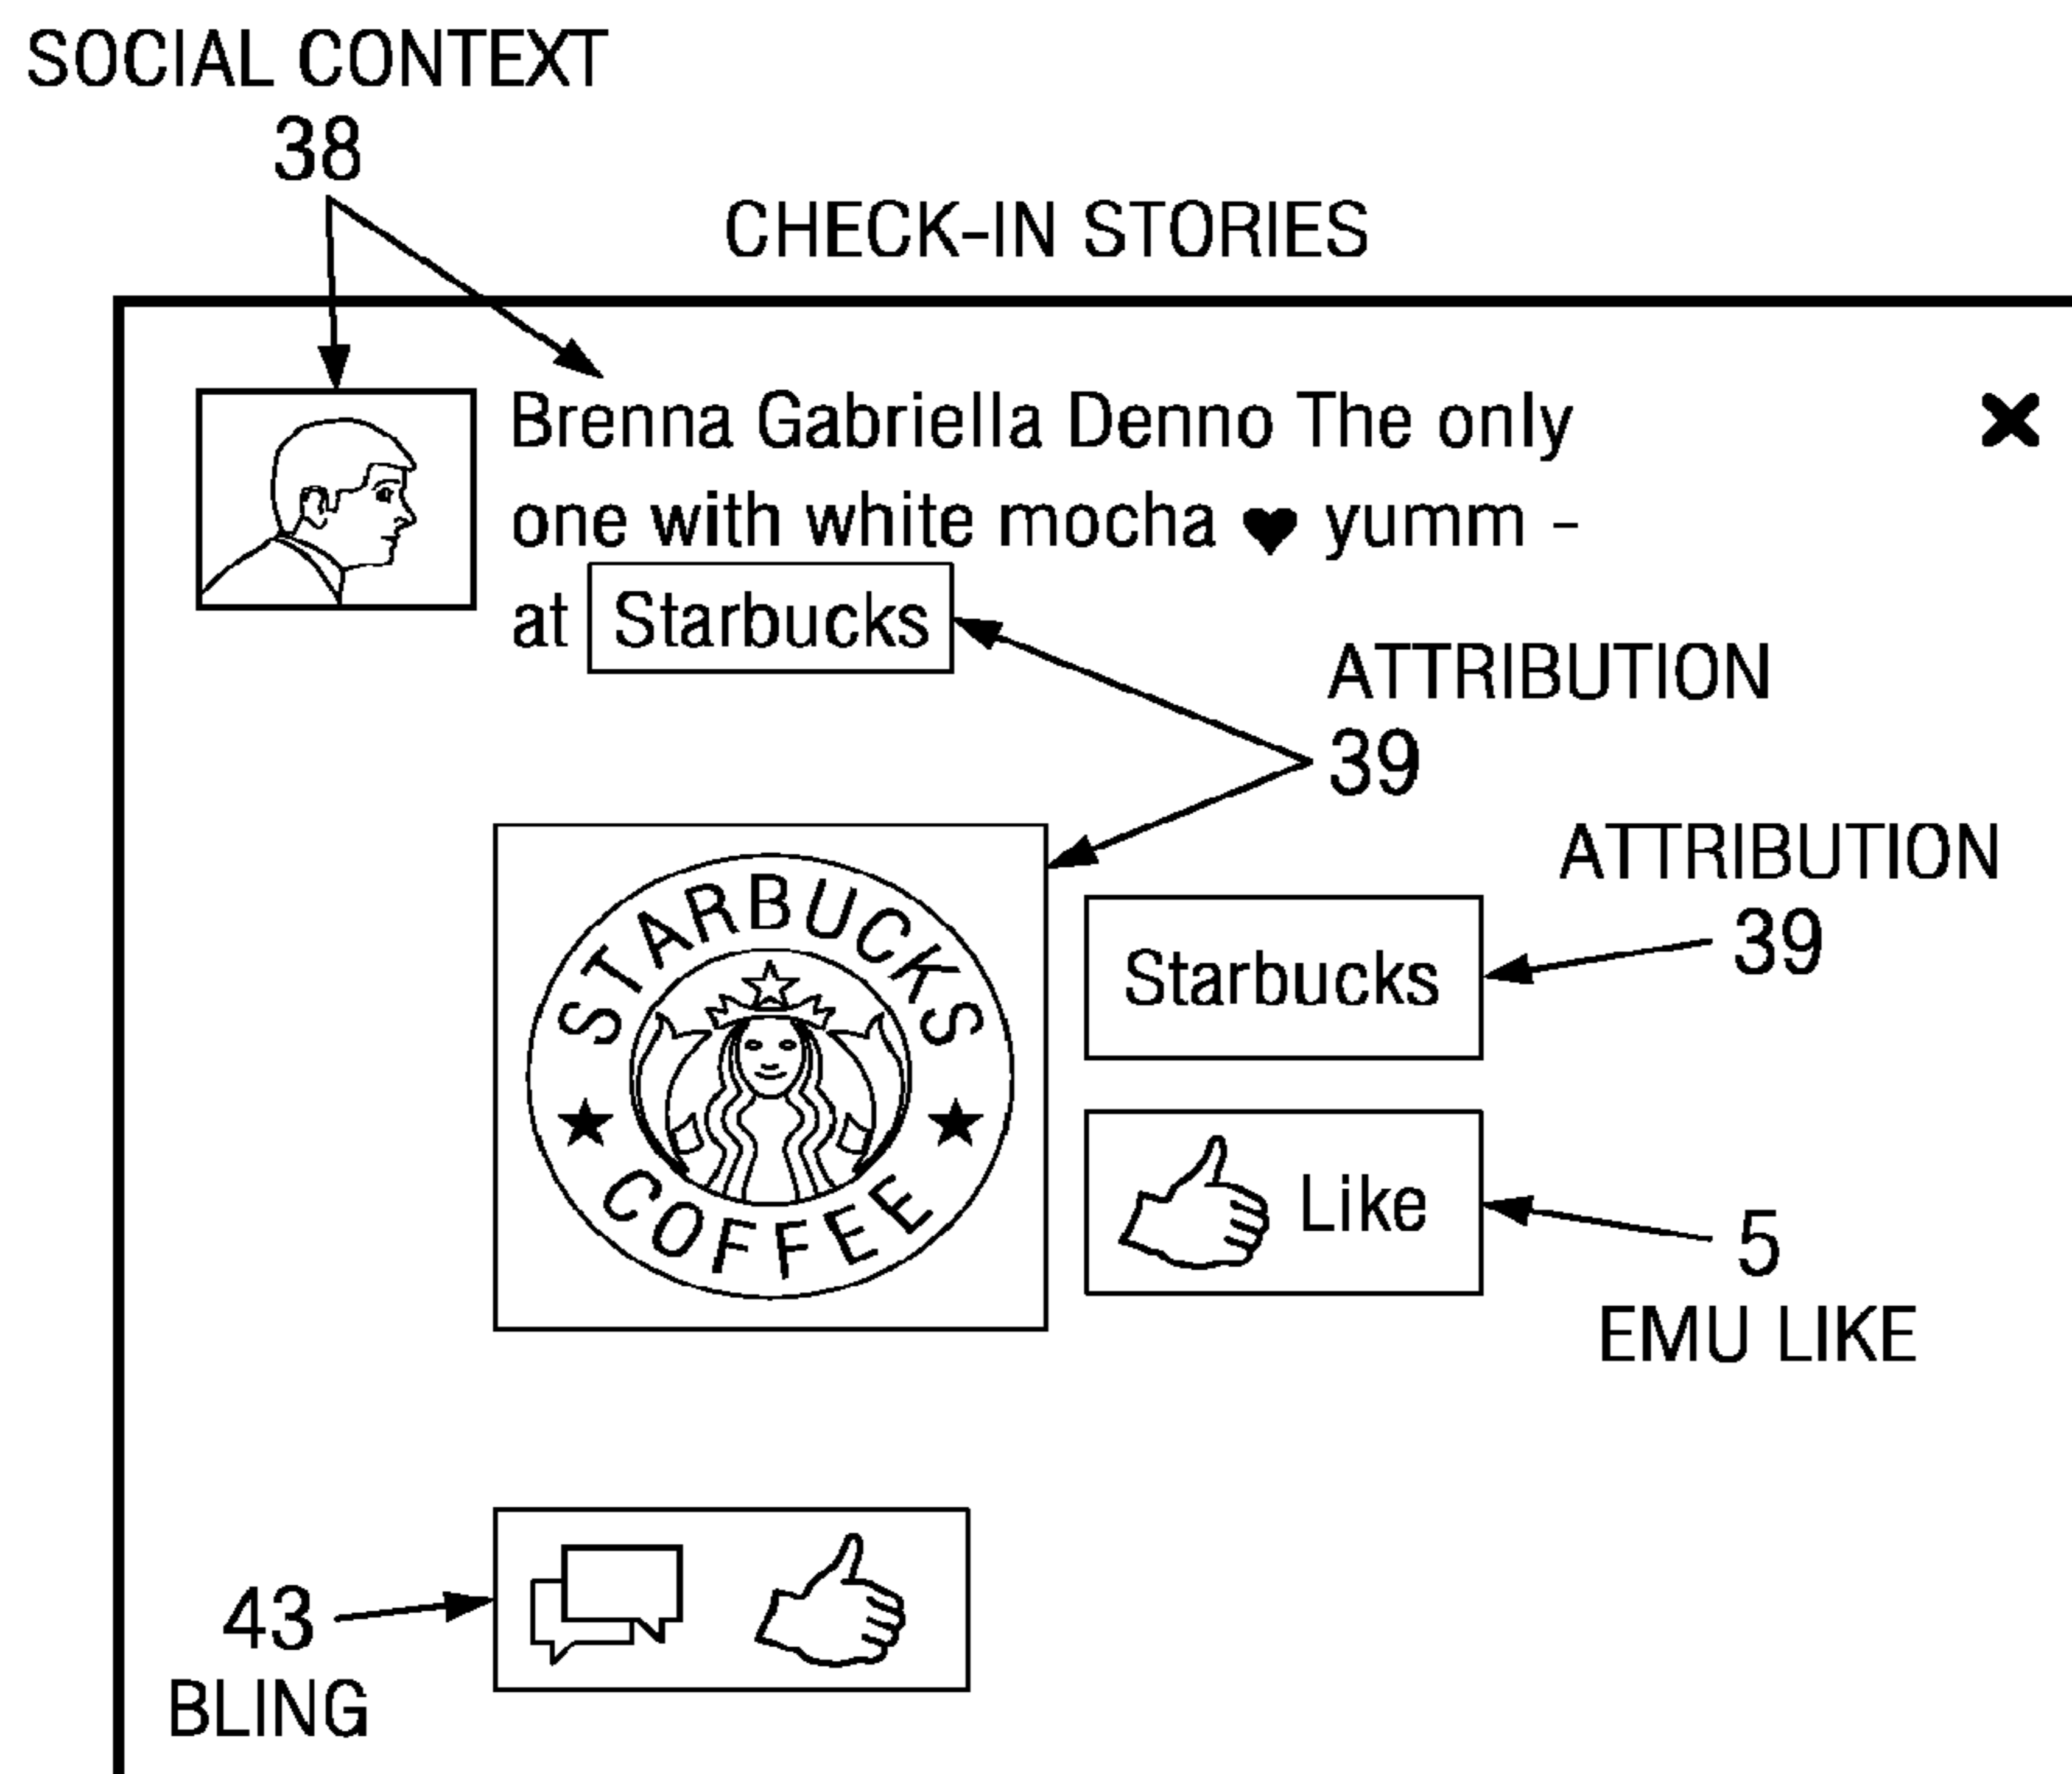 SOCIAL CONTEXT
38
CHECK-IN STORIES
Brenna Gabriella Denno The only
one with white mocha ♥ yumm -
at Starbucks
ATTRIBUTION
39
ATTRIBUTION
39
STARBUCKS
COFFEE
Starbucks
Like
5
EMU LIKE
43
BLING